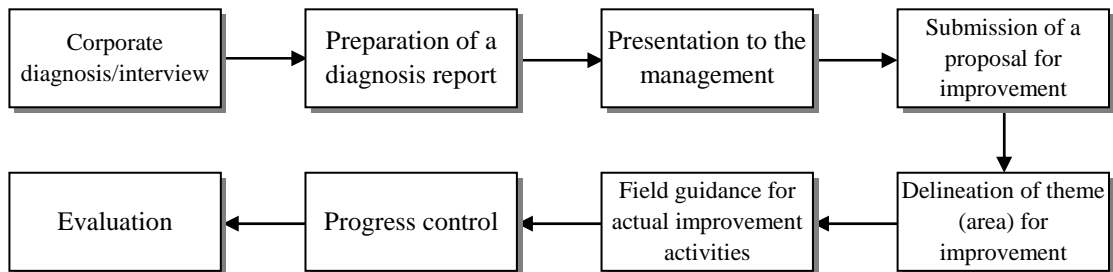 Corporate
diagnosis/interview
Preparation of a
diagnosis report
Presentation to the
management
Submission of a
proposal for
improvement
Delineation of theme
(area) for
improvement
Field guidance for
actual improvement
activities
Progress control
Evaluation